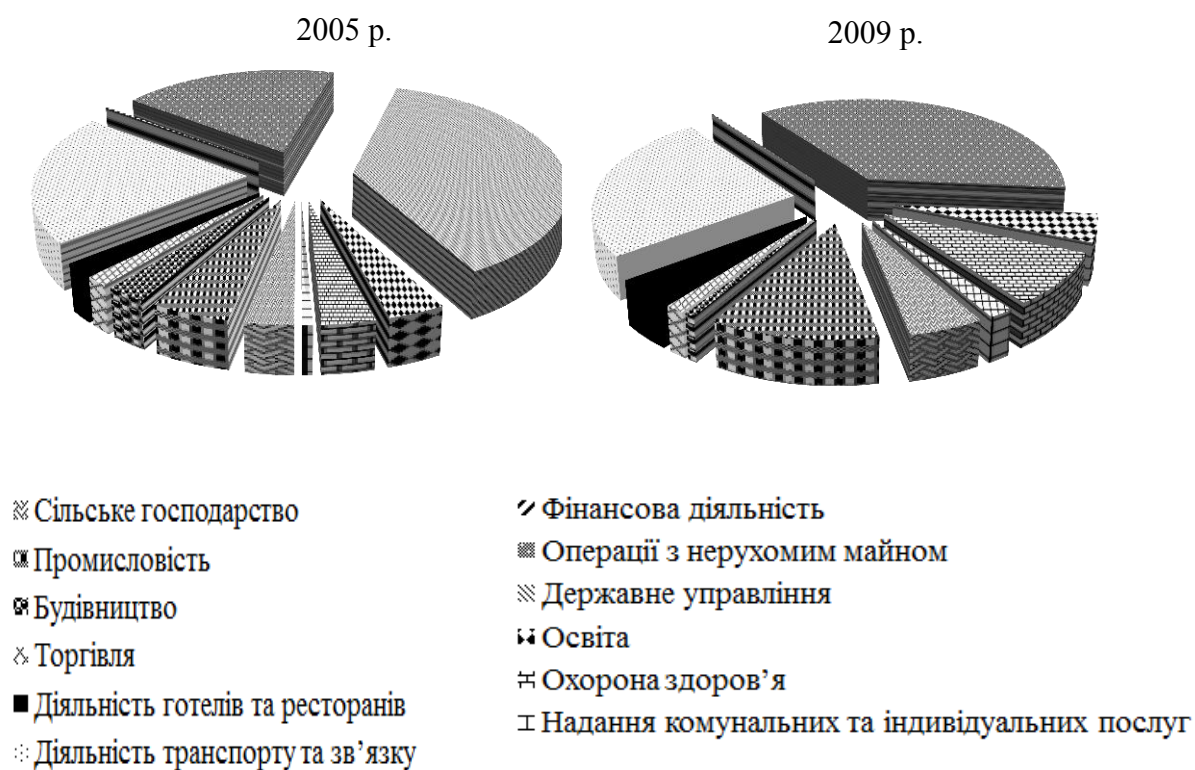 2005 р.
2009 р.
Сільське господарство
Промисловість
Будівництво
Торгівля
Діяльність готелів та ресторанів
Діяльність транспорту та зв’язку
Фінансова діяльність
Операції з нерухомим майном
Державне управління
Освіта
Охорона здоров’я
Надання комунальних та індивідуальних послуг